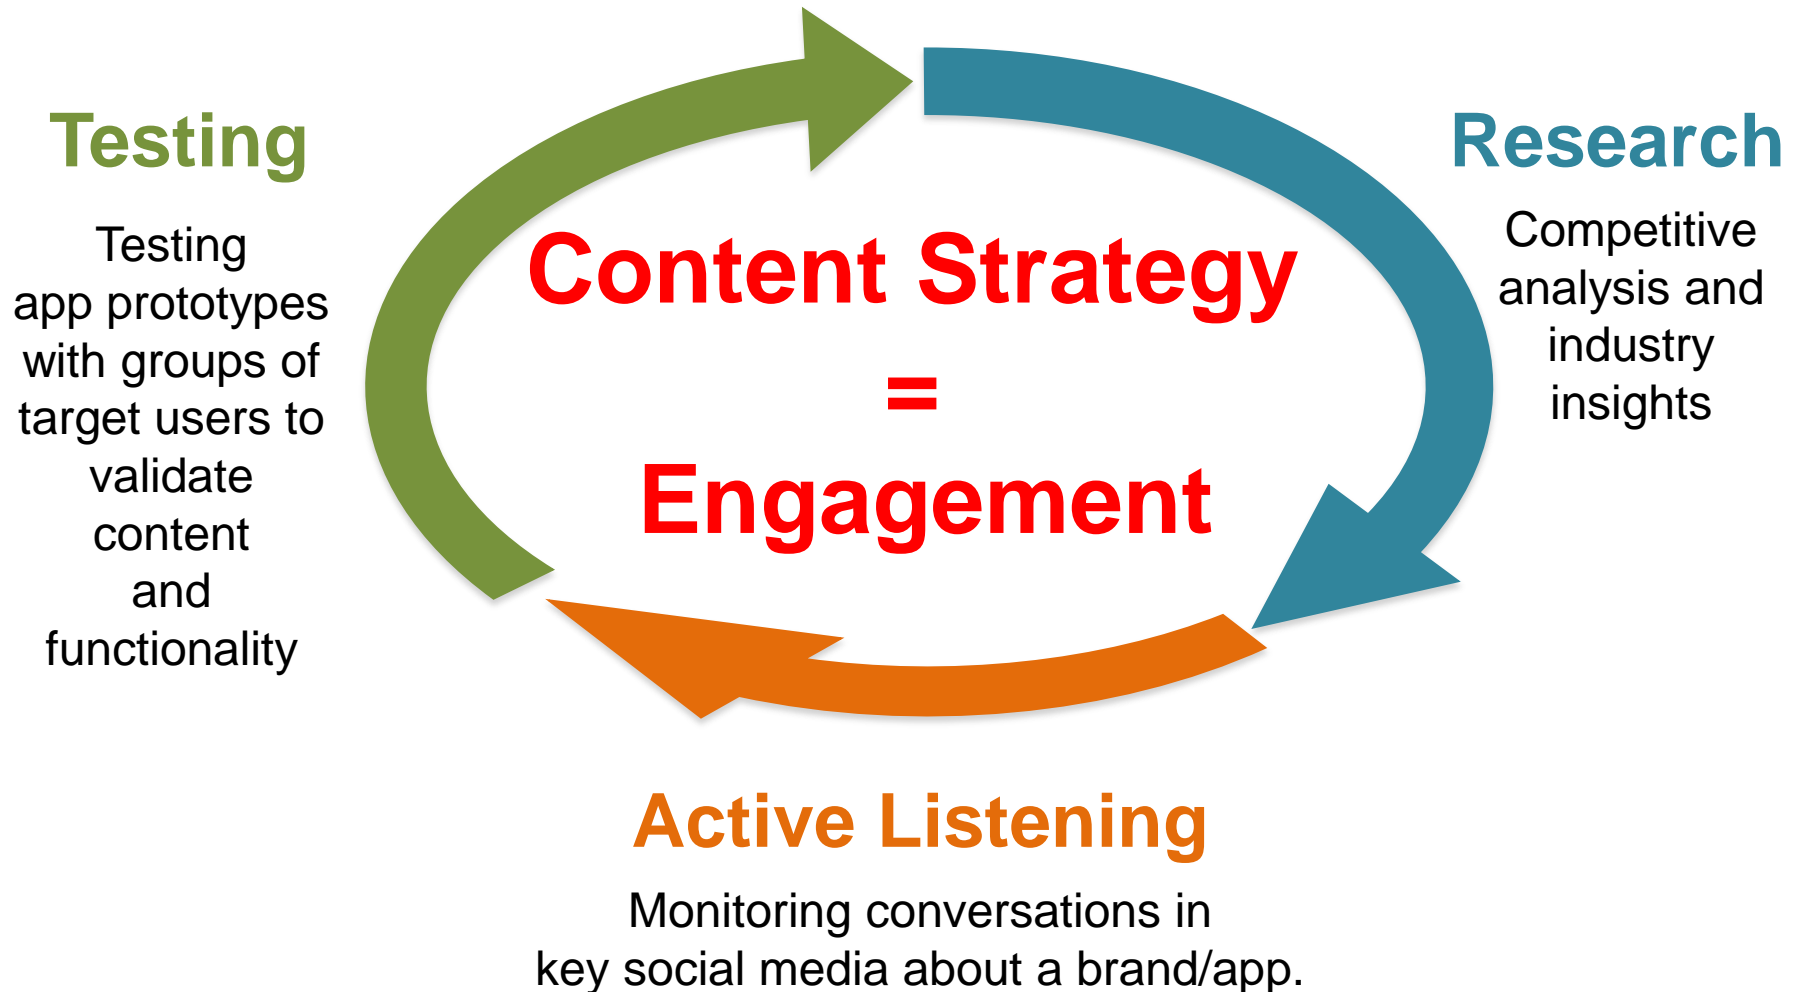 Testing
Testing
app prototypes
with groups of
target users to
validate
content
and
functionality
Content Strategy
=
Engagement
Research
Competitive
analysis and
industry
insights
Active Listening
Monitoring conversations in
key social media about a brand/app.